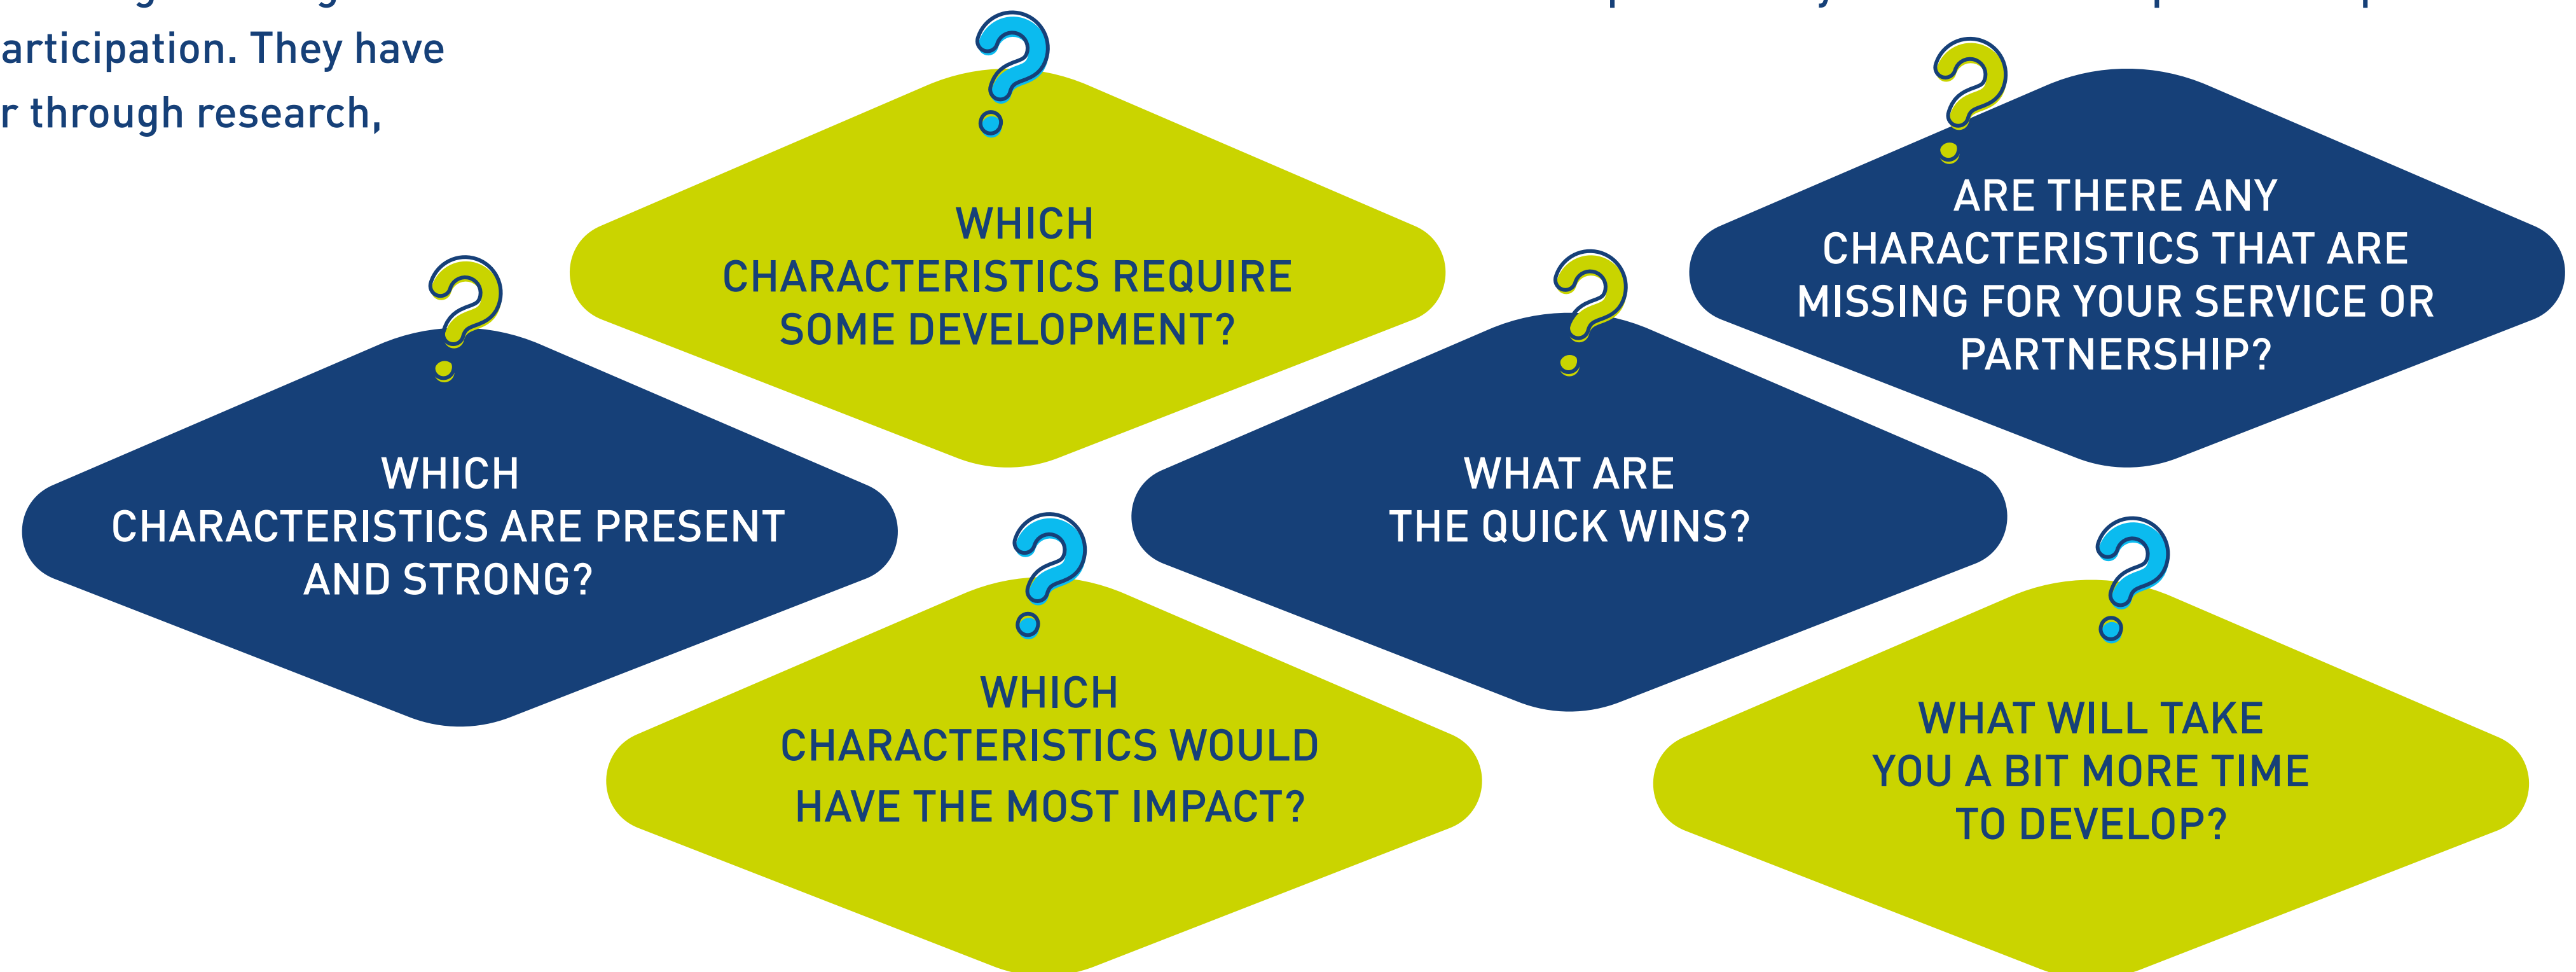 articipation. They have
r through research,
WHICH
CHARACTERISTICS REQUIRE
SOME DEVELOPMENT?
ARE THERE ANY
CHARACTERISTICS THAT ARE
MISSING FOR YOUR SERVICE OR
PARTNERSHIP?
WHICH
CHARACTERISTICS ARE PRESENT
AND STRONG?
WHAT ARE
THE QUICK WINS?
WHICH
CHARACTERISTICS WOULD
HAVE THE MOST IMPACT?
WHAT WILL TAKE
YOU A BIT MORE TIME
TO DEVELOP?